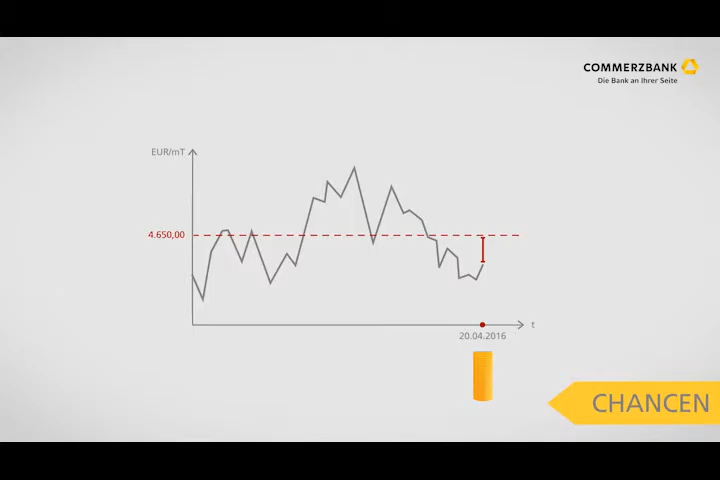 COMMERZBANK
Die Bank an Ihrer Seite
EUR/mT
4.650,00
t
20.04.2016
CHANCEN